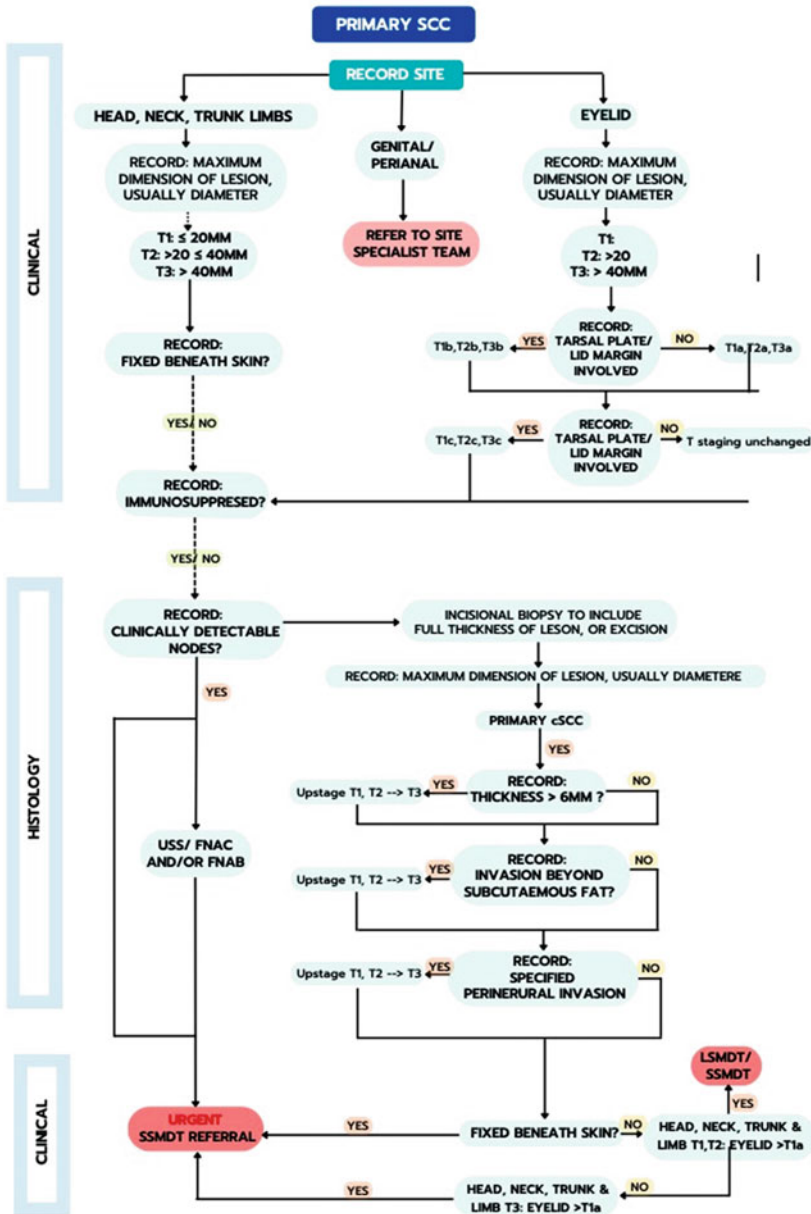 PRIMARY SCC
RECORD SITE
HEAD, NECK, TRUNK LIMBS
RECORD: MAXIMUM
DIMENSION OF LESION,
USUALLY DIAMETER
T1: ≤ 20MM
T2: >20 ≤ 40MM
T3: > 40MM
RECORD:
FIXED BENEATH SKIN?
YES/ NO
RECORD:
IMMUNOSUPPRESED?
YES/ NO
GENITAL/
PERIANAL
REFER TO SITE
SPECIALIST TEAM
EYELID
RECORD: MAXIMUM
DIMENSION OF LESION,
USUALLY DIAMETER
T1:
T2: >20
T3: > 40MM
RECORD:
TARSAL PLATE/
LID MARGIN
INVOLVED
YES
T1b,T2b,T3b
NO
T1a,T2a,T3a
RECORD:
TARSAL PLATE/
LID MARGIN
INVOLVED
YES
T1c,T2c,T3c
NO
T staging unchanged
CLINICAL
RECORD:
CLINICALLY DETECTABLE
NODES?
YES
USS/ FNAC
AND/OR FNAB
INCISIONAL BIOPSY TO INCLUDE
FULL THICKNESS OF LESON, OR EXCISION
RECORD: MAXIMUM DIMENSION OF LESION, USUALLY DIAMETERE
PRIMARY cSCC
YES
RECORD:
THICKNESS > 6MM ?
YES
Upstage T1, T2 --> T3
NO
RECORD:
INVASION BEYOND
SUBCUTAEMOUS FAT?
YES
Upstage T1, T2 --> T3
NO
RECORD:
SPECIFIED
PERINERURAL INVASION
YES
Upstage T1, T2 --> T3
NO
HISTOLOGY
LSMDT/
SSMDT
YES
URGENT
SSMDT REFERRAL
YES
FIXED BENEATH SKIN?
NO
HEAD, NECK, TRUNK &
LIMB T1,T2: EYELID >T1a
YES
HEAD, NECK, TRUNK &
LIMB T3: EYELID >T1a
NO
CLINICAL